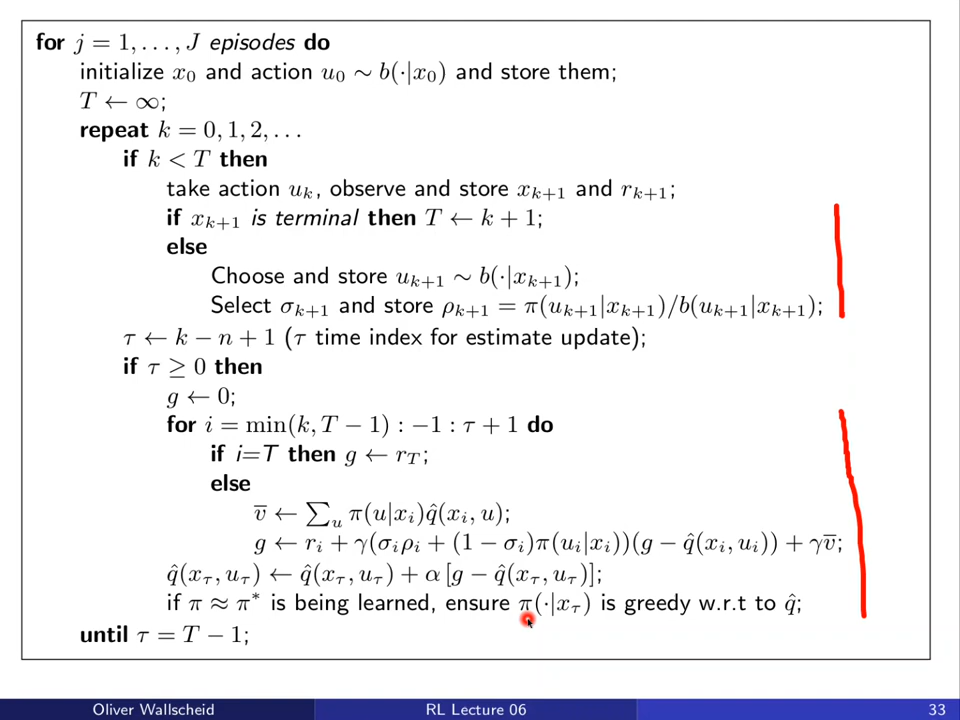 for j = 1, . . . , J episodes do
initialize x₀ and action u₀ ∼ b(·|x₀) and store them;
T ← ∞;
repeat k = 0, 1, 2, . . .
if k < T then
take action uₖ, observe and store xₖ₊₁ and rₖ₊₁;
if xₖ₊₁ is terminal then T ← k + 1;
else
Choose and store uₖ₊₁ ∼ b(·|xₖ₊₁);
Select σₖ₊₁ and store ρₖ₊₁ = π(uₖ₊₁|xₖ₊₁)/b(uₖ₊₁|xₖ₊₁);
τ ← k − n + 1 (τ time index for estimate update);
if τ ≥ 0 then
g ← 0;
for i = min(k, T − 1) : −1 : τ + 1 do
if i=T then g ← r_T;
else
v̅ ← ∑ᵤ π(u|xᵢ)q̂(xᵢ, u);
g ← rᵢ + γ(σᵢρᵢ + (1 − σᵢ)π(uᵢ|xᵢ))(g − q̂(xᵢ, uᵢ)) + γv̅;
q̂(x_τ, u_τ) ← q̂(x_τ, u_τ) + α [g − q̂(x_τ, u_τ)];
if π ≈ π* is being learned, ensure π(·|x_τ) is greedy w.r.t to q̂;
until τ = T − 1;
Oliver Wallscheid
RL Lecture 06
33